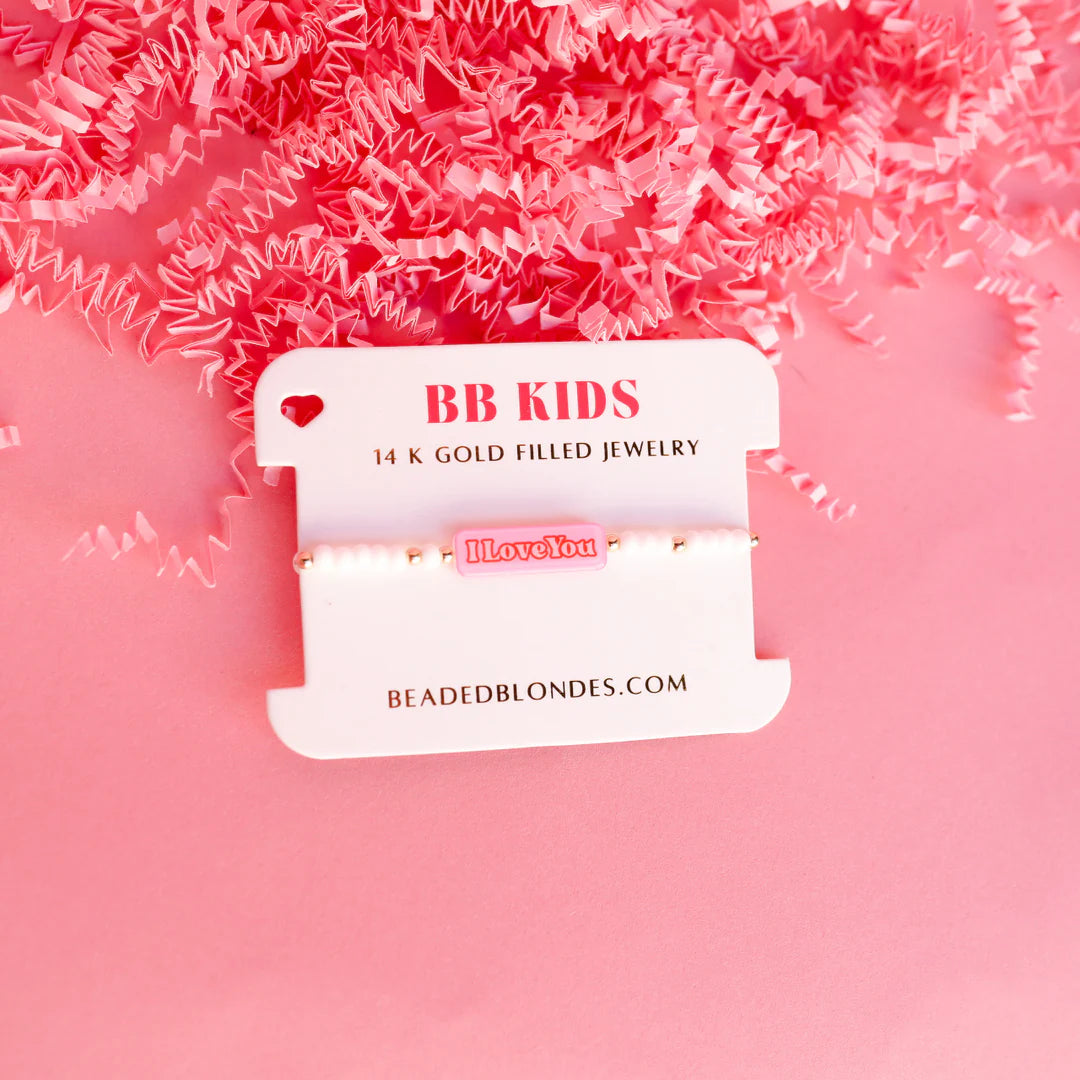 BB KIDS
14 K GOLD FILLED JEWELRY
I Love You
BEADEDBLONDES.COM